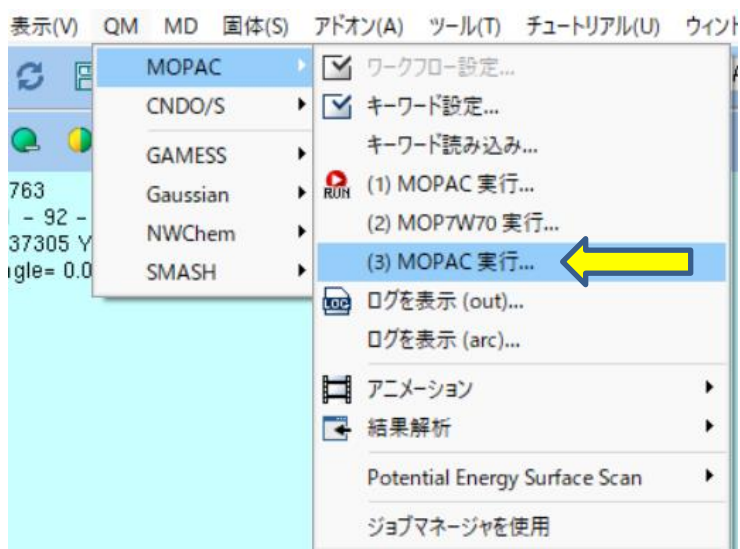 表示(V) QM MD 固体(S) アドオン(A) ツール(T) チュートリアル(U) ウィント
MOPAC
CNDO/S
GAMESS
Gaussian
NWChem
SMASH
ワークフロー設定...
キーワード設定...
キーワード読み込み...
RUN (1) MOPAC 実行...
(2) MOP7W70 実行...
(3) MOPAC 実行...
LOG ログを表示 (out)...
ログを表示 (arc)...
アニメーション
結果解析
Potential Energy Surface Scan
ジョブマネージャを使用
763
- 92 -
37305 Y
gle= 0.0